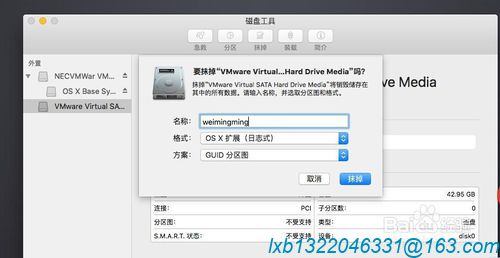 磁盘工具
急救 分区 抹掉 装载 简介
外置
NECVMWar VM...
OS X Base Sy...
VMware Virtual SA...
要抹掉“VMware Virtual...Hard Drive Media”吗?
抹掉“VMware Virtual SATA Hard Drive Media”将销毁储存在
其中的所有数据。请输入名称,并选取分区图和格式。
名称: weimingming
格式: OS X 扩展(日志式)
方案: GUID 分区图
取消 抹掉
Media
42.95 GB
连接: PCI 子分区数: 0
分区图: 不受支持 类型: 磁盘
S.M.A.R.T. 状态: 不受支持 设备: disk0
Baidu 经验
lxb1322046331@163.com